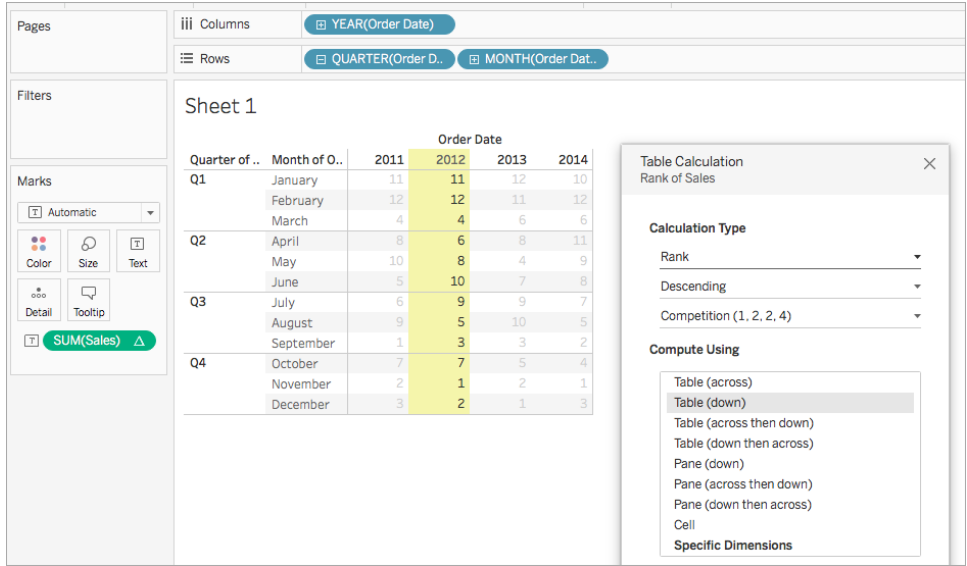 Pages
iii Columns
YEAR(Order Date)
Rows
QUARTER(Order D..
MONTH(Order Dat..
Filters
Sheet 1
Order Date
Quarter of .. Month of O.. 2011 2012 2013 2014
Q1 January 11 11 12 10
February 12 12 11 12
March 4 4 6 6
Q2 April 8 6 8 11
May 10 8 4 9
June 5 10 7 8
Q3 July 6 9 9 7
August 9 5 10 5
September 1 3 3 2
Q4 October 7 7 5 4
November 2 1 2 1
December 3 2 1 3
Marks
T Automatic
Color Size T Text
Detail Tooltip
T SUM(Sales) Δ
Table Calculation
Rank of Sales
Calculation Type
Rank
Descending
Competition (1, 2, 2, 4)
Compute Using
Table (across)
Table (down)
Table (across then down)
Table (down then across)
Pane (down)
Pane (across then down)
Pane (down then across)
Cell
Specific Dimensions